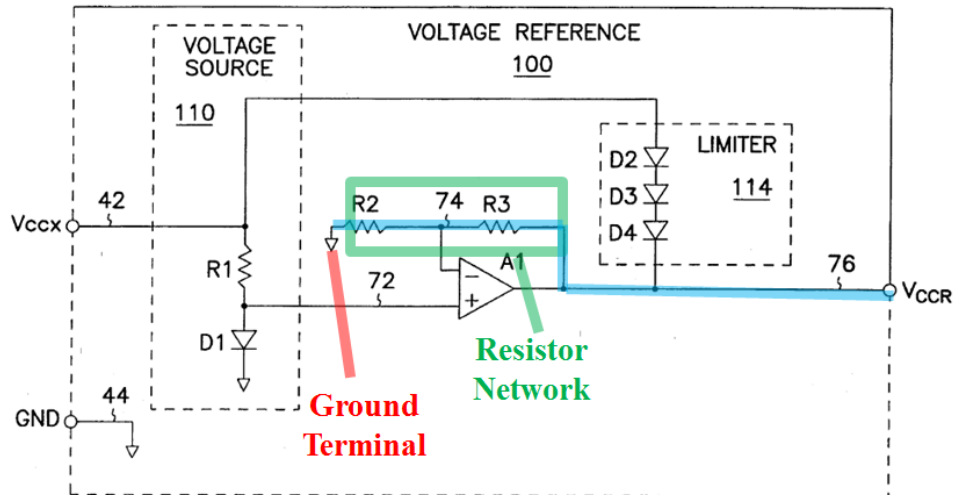 VOLTAGE REFERENCE
100
VOLTAGE
SOURCE
110
LIMITER
114
D2
D3
D4
42
VCCX
R2
74
R3
R1
A1
72
76
VCCR
D1
−
+
Resistor
Network
Ground
Terminal
GND
44